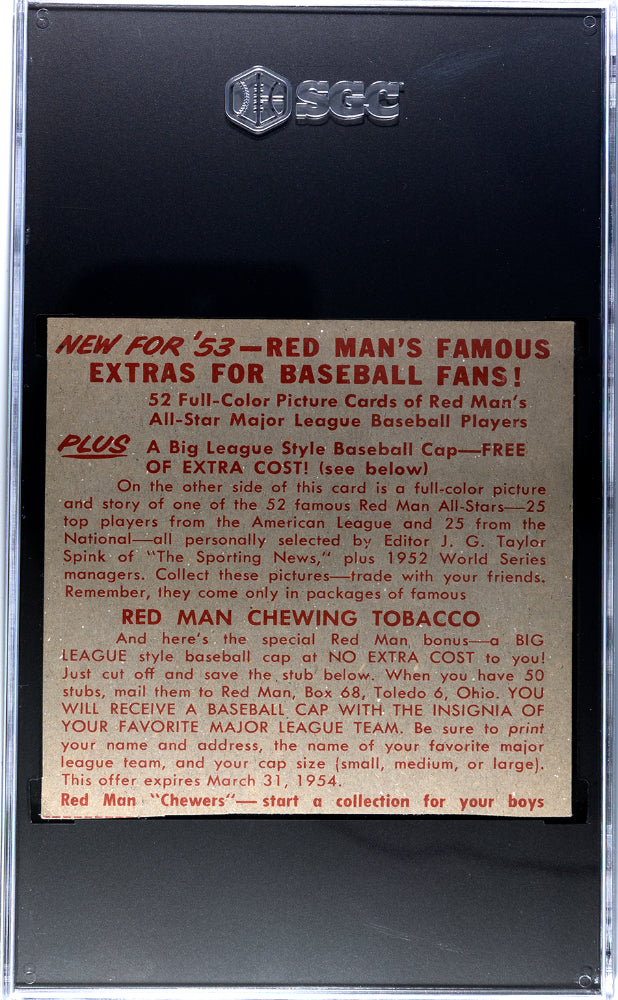 SGC
NEW FOR '53—RED MAN'S FAMOUS
EXTRAS FOR BASEBALL FANS!
52 Full-Color Picture Cards of Red Man's
All-Star Major League Baseball Players
PLUS A Big League Style Baseball Cap—FREE
OF EXTRA COST! (see below)
On the other side of this card is a full-color picture
and story of one of the 52 famous Red Man All-Stars—25
top players from the American League and 25 from the
National—all personally selected by Editor J. G. Taylor
Spink of "The Sporting News," plus 1952 World Series
managers. Collect these pictures—trade with your friends.
Remember, they come only in packages of famous
RED MAN CHEWING TOBACCO
And here's the special Red Man bonus—a BIG
LEAGUE style baseball cap at NO EXTRA COST to you!
Just cut off and save the stub below. When you have 50
stubs, mail them to Red Man, Box 68, Toledo 6, Ohio. YOU
WILL RECEIVE A BASEBALL CAP WITH THE INSIGNIA OF
YOUR FAVORITE MAJOR LEAGUE TEAM. Be sure to print
your name and address, the name of your favorite major
league team, and your cap size (small, medium, or large).
This offer expires March 31, 1954.
Red Man "Chewers"—start a collection for your boys